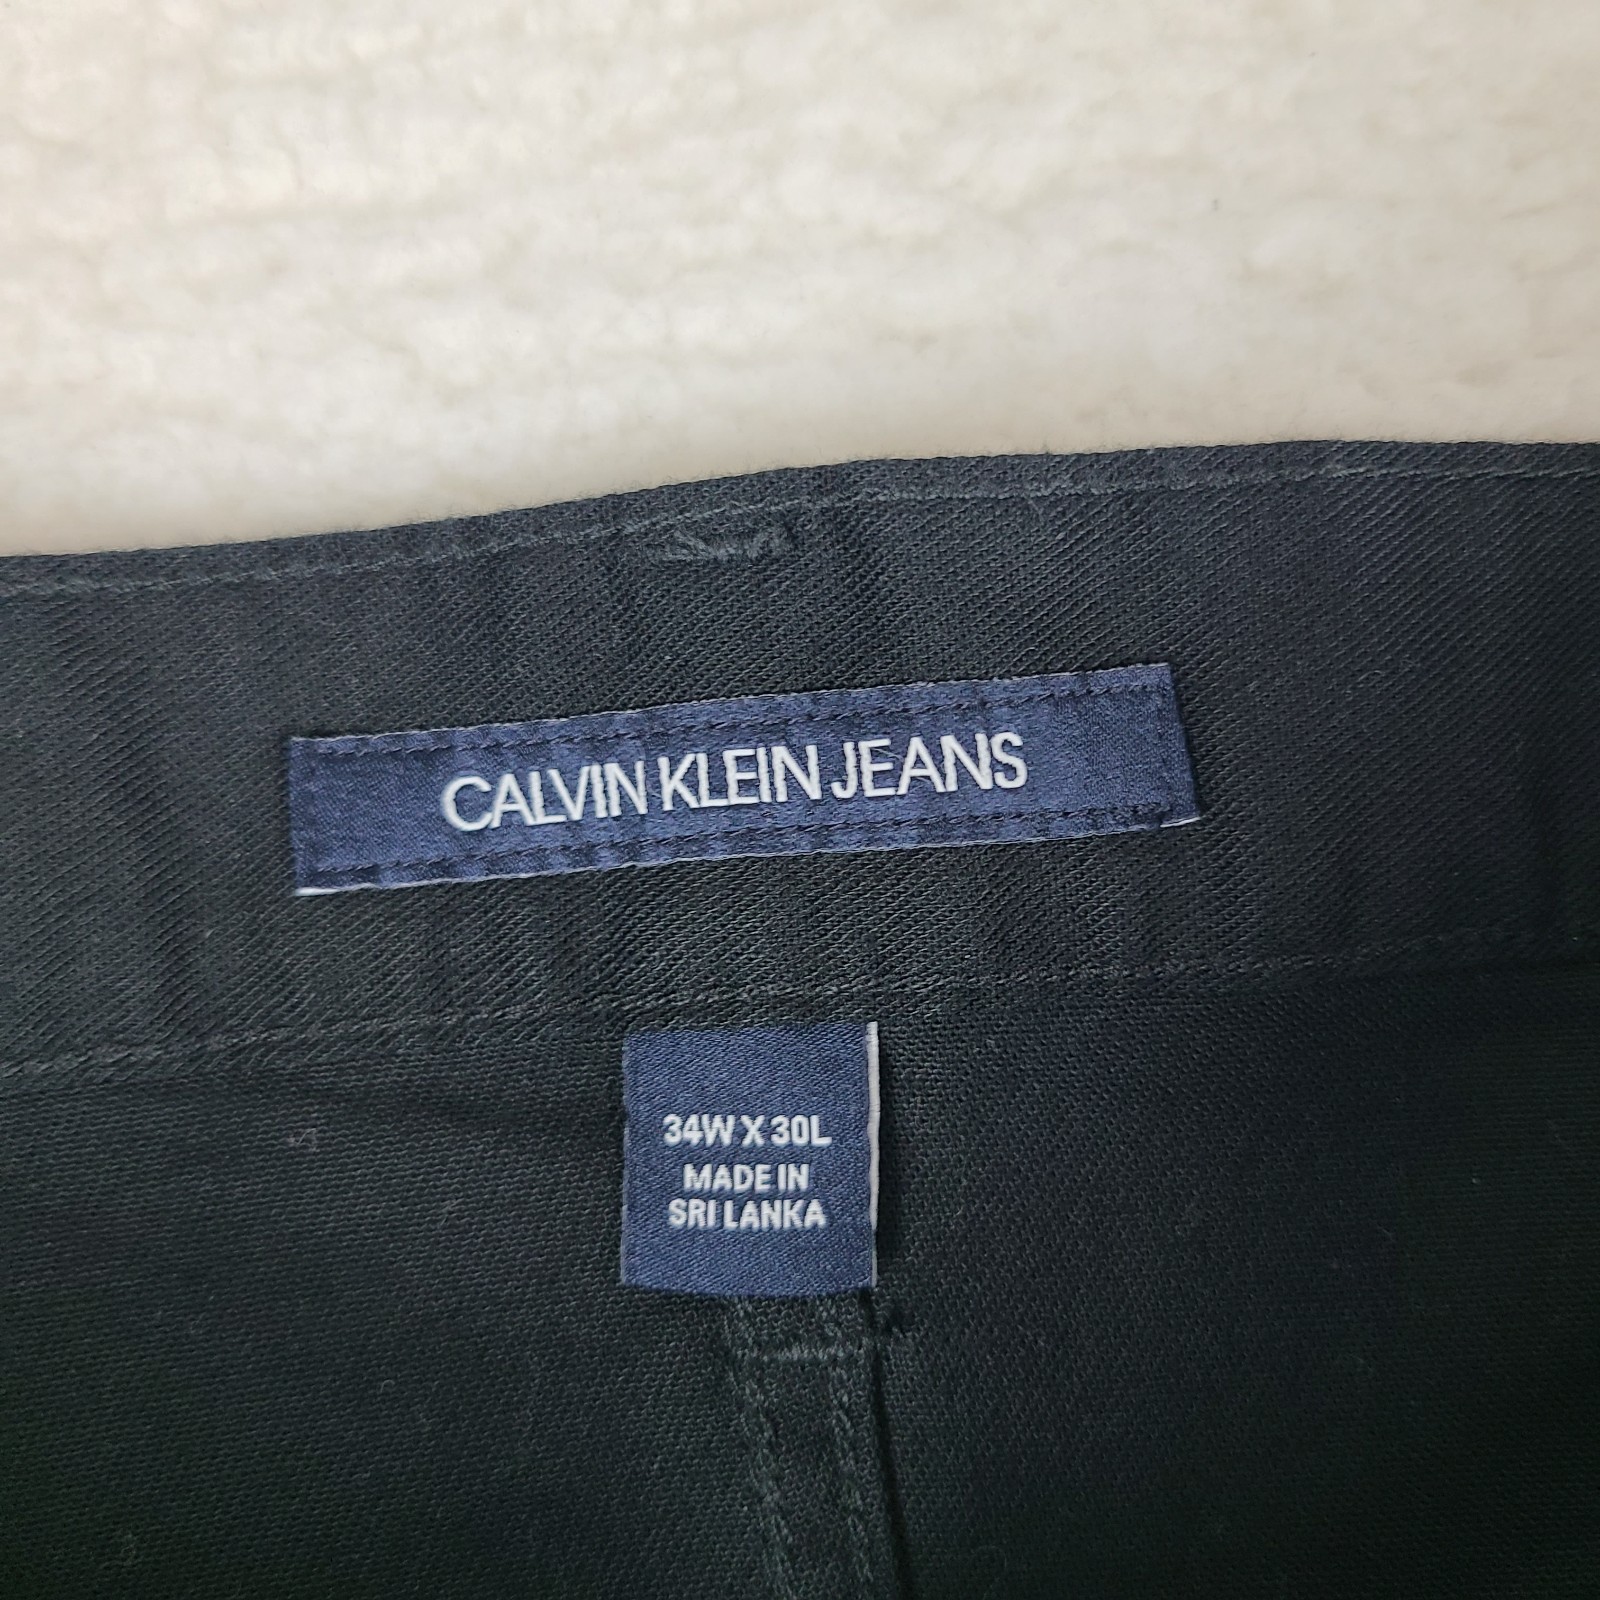 CALVIN KLEIN JEANS
34W X 30L
MADE IN
SRI LANKA